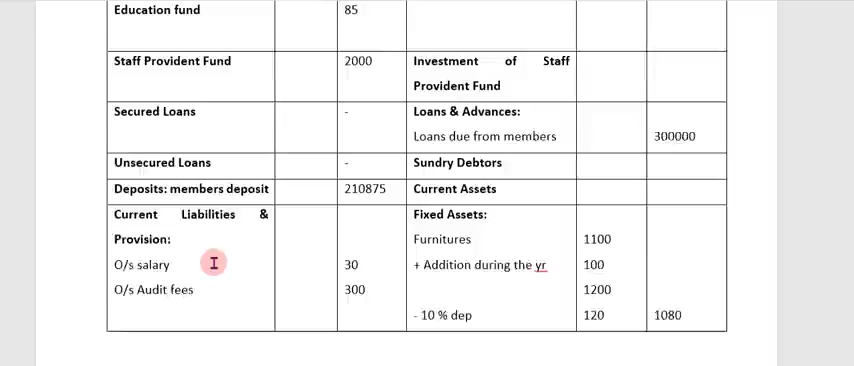 Education fund 85
Staff Provident Fund 2000 Investment of Staff
Provident Fund
Secured Loans - Loans & Advances:
Loans due from members 300000
Unsecured Loans - Sundry Debtors
Deposits: members deposit 210875 Current Assets
Current Liabilities & Fixed Assets:
Provision: Furnitures 1100
O/s salary 30 + Addition during the yr 100
O/s Audit fees 300 1200
- 10 % dep 120 1080